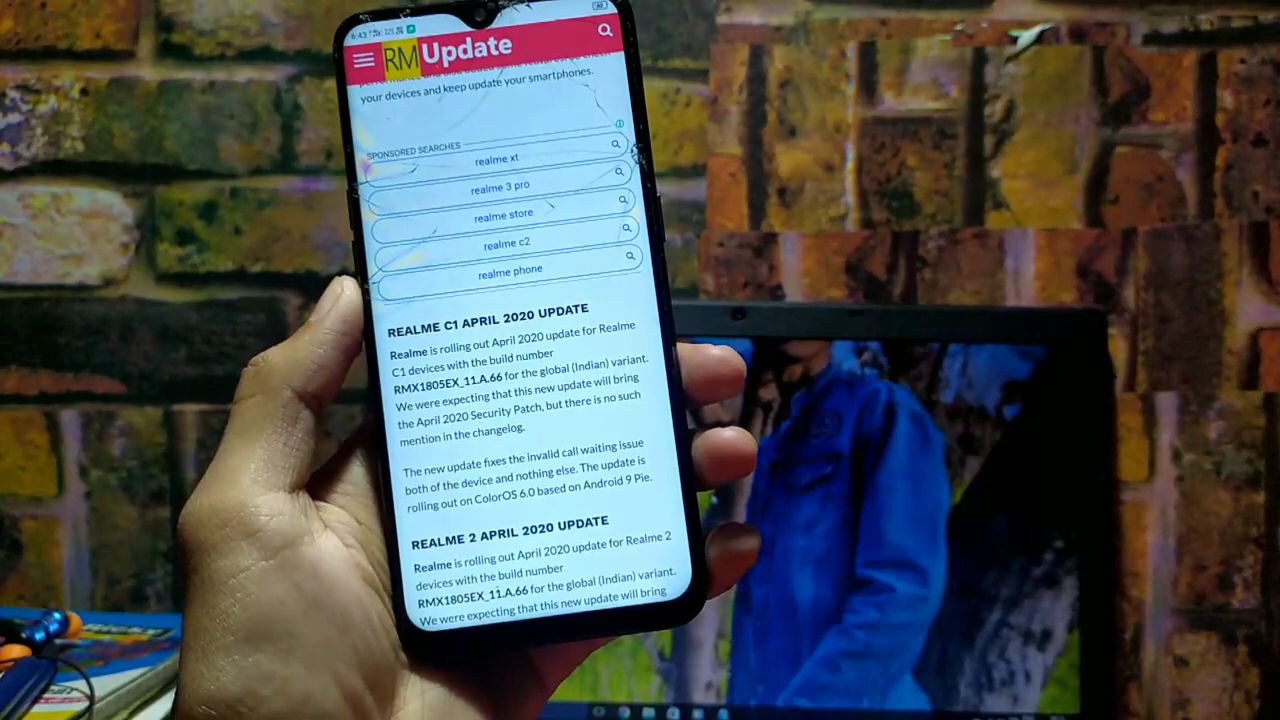 6:43
RM Update
your devices and keep update your smartphones.
SPONSORED SEARCHES
realme xt
realme 3 pro
realme store
realme c2
realme phone
REALME C1 APRIL 2020 UPDATE
Realme is rolling out April 2020 update for Realme
C1 devices with the build number
RMX1805EX_11.A.66 for the global (Indian) variant.
We were expecting that this new update will bring
the April 2020 Security Patch, but there is no such
mention in the changelog.
The new update fixes the invalid call waiting issue
both of the device and nothing else. The update is
rolling out on ColorOS 6.0 based on Android 9 Pie.
REALME 2 APRIL 2020 UPDATE
Realme is rolling out April 2020 update for Realme 2
devices with the build number
RMX1805EX_11.A.66 for the global (Indian) variant.
We were expecting that this new update will bring